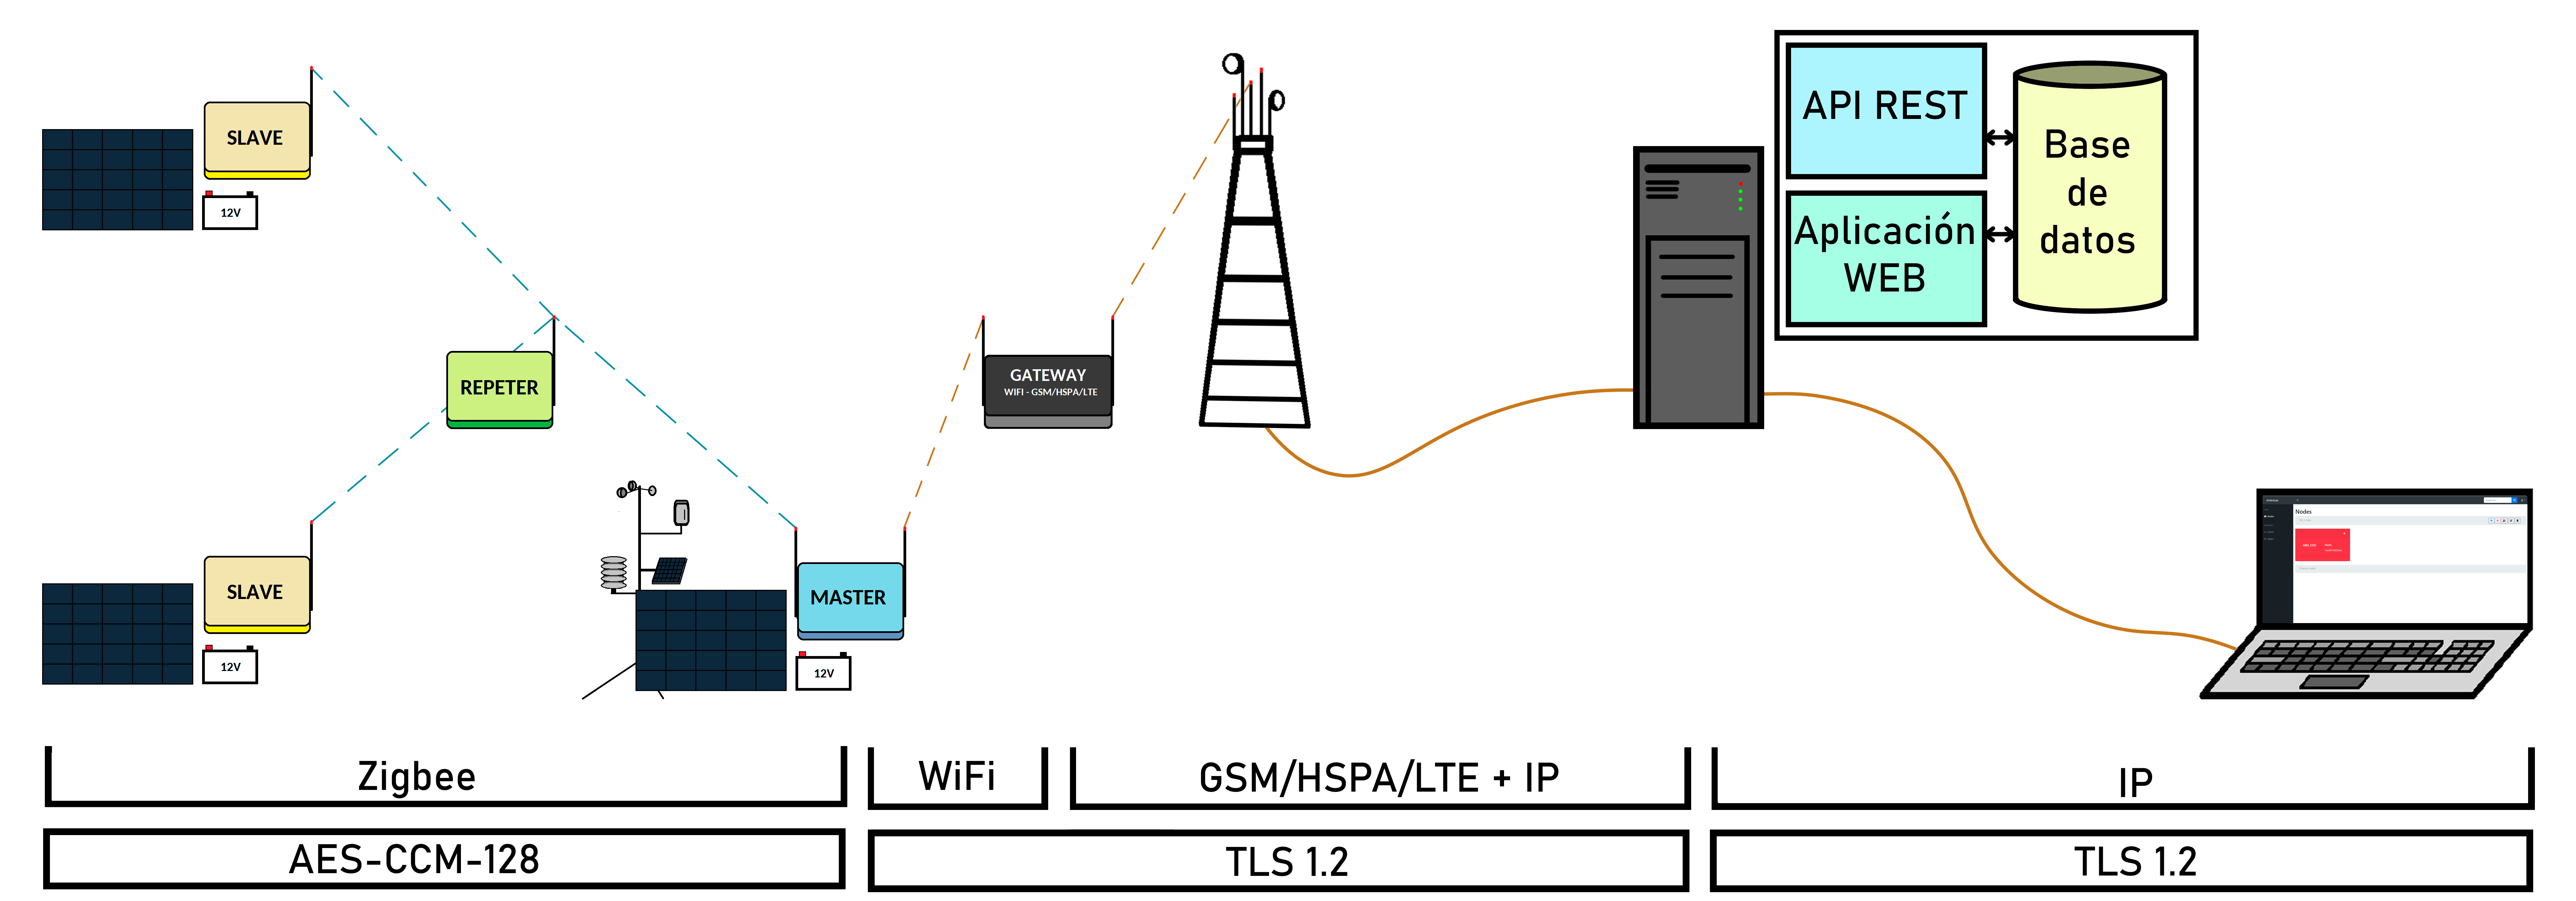 SLAVE
12V
REPETER
SLAVE
12V
MASTER
12V
GATEWAY
WIFI - GSM/HSPA/LTE
API REST
Aplicación
WEB
Base
de
datos
Nodes
Zigbee
WiFi
GSM/HSPA/LTE + IP
IP
AES-CCM-128
TLS 1.2
TLS 1.2